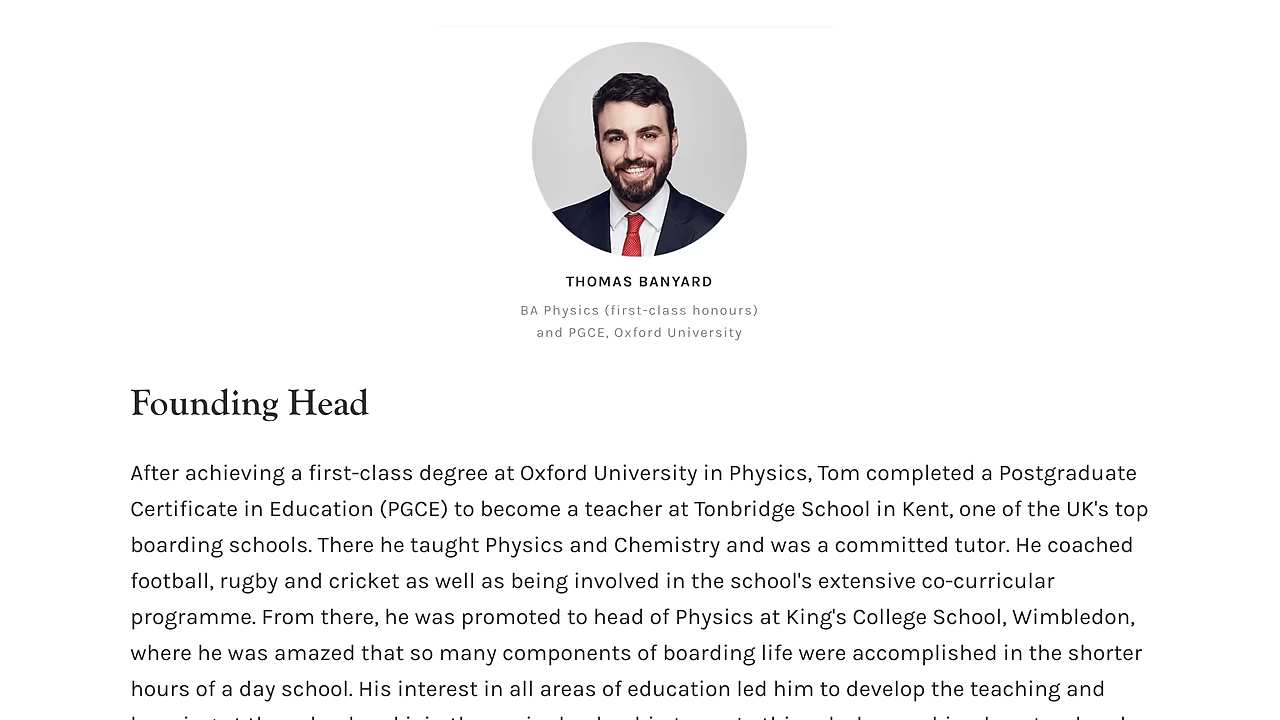 THOMAS BANYARD
BA Physics (first-class honours)
and PGCE, Oxford University
Founding Head
After achieving a first-class degree at Oxford University in Physics, Tom completed a Postgraduate
Certificate in Education (PGCE) to become a teacher at Tonbridge School in Kent, one of the UK's top
boarding schools. There he taught Physics and Chemistry and was a committed tutor. He coached
football, rugby and cricket as well as being involved in the school's extensive co-curricular
programme. From there, he was promoted to head of Physics at King's College School, Wimbledon,
where he was amazed that so many components of boarding life were accomplished in the shorter
hours of a day school. His interest in all areas of education led him to develop the teaching and